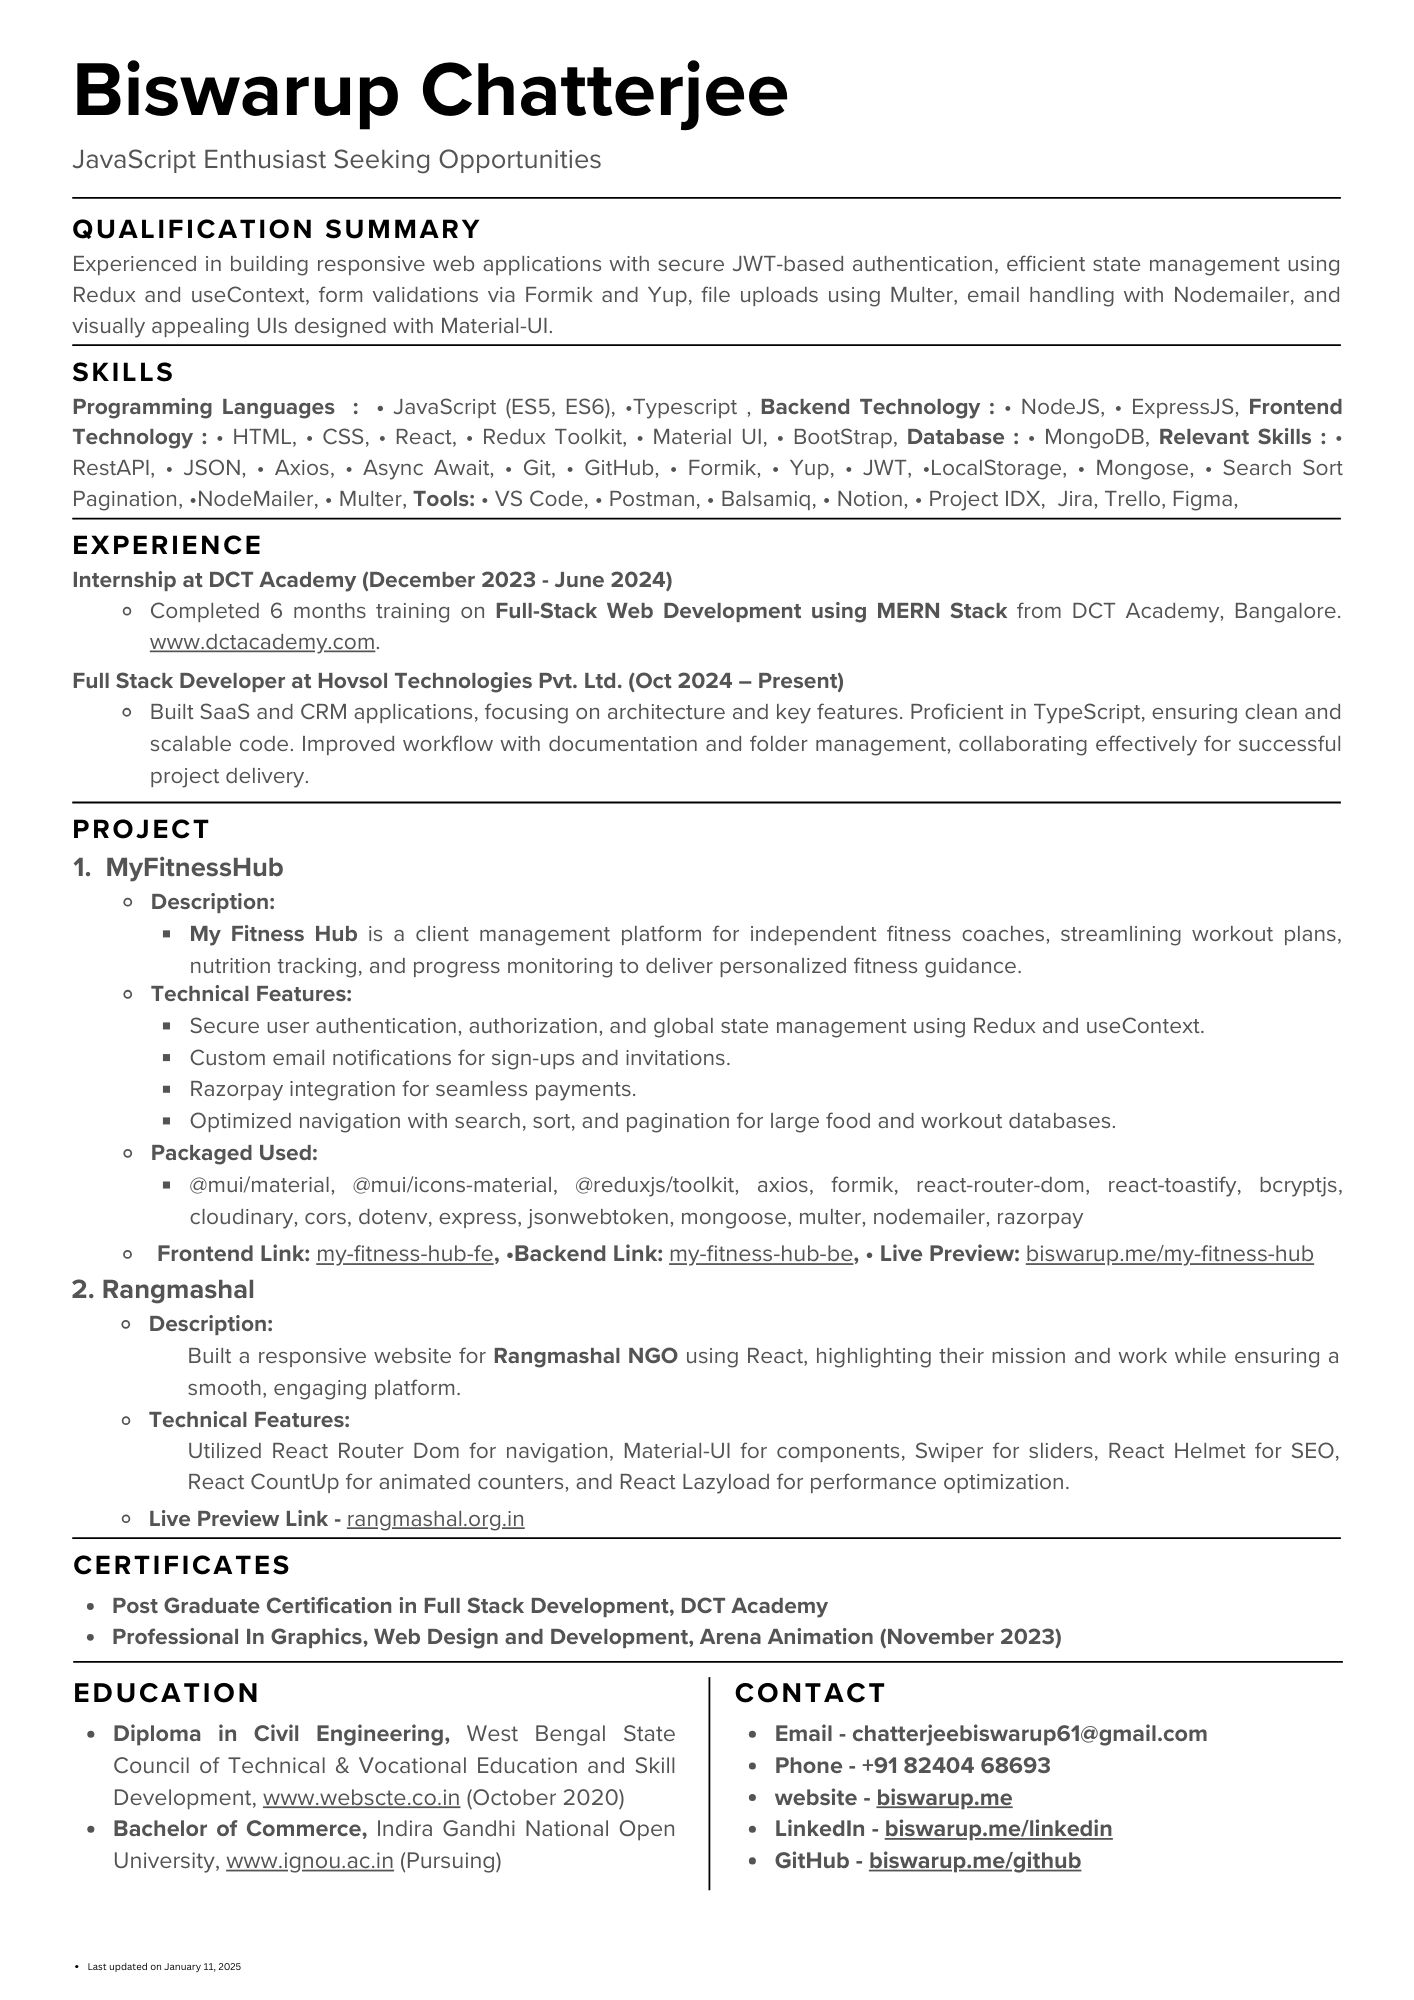 Biswarup Chatterjee
JavaScript Enthusiast Seeking Opportunities
QUALIFICATION SUMMARY
Experienced in building responsive web applications with secure JWT-based authentication, efficient state management using
Redux and useContext, form validations via Formik and Yup, file uploads using Multer, email handling with Nodemailer, and
visually appealing UIs designed with Material-UI.
SKILLS
Programming Languages : • JavaScript (ES5, ES6), •Typescript , Backend Technology : • NodeJS, • ExpressJS, Frontend
Technology : • HTML, • CSS, • React, • Redux Toolkit, • Material UI, • BootStrap, Database : • MongoDB, Relevant Skills : •
RestAPI, • JSON, • Axios, • Async Await, • Git, • GitHub, • Formik, • Yup, • JWT, •LocalStorage, • Mongose, • Search Sort
Pagination, •NodeMailer, • Multer, Tools: • VS Code, • Postman, • Balsamiq, • Notion, • Project IDX, Jira, Trello, Figma,
EXPERIENCE
Internship at DCT Academy (December 2023 - June 2024)
◦ Completed 6 months training on Full-Stack Web Development using MERN Stack from DCT Academy, Bangalore.
www.dctacademy.com.
Full Stack Developer at Hovsol Technologies Pvt. Ltd. (Oct 2024 – Present)
◦ Built SaaS and CRM applications, focusing on architecture and key features. Proficient in TypeScript, ensuring clean and
scalable code. Improved workflow with documentation and folder management, collaborating effectively for successful
project delivery.
PROJECT
1. MyFitnessHub
◦ Description:
▪ My Fitness Hub is a client management platform for independent fitness coaches, streamlining workout plans,
nutrition tracking, and progress monitoring to deliver personalized fitness guidance.
◦ Technical Features:
▪ Secure user authentication, authorization, and global state management using Redux and useContext.
▪ Custom email notifications for sign-ups and invitations.
▪ Razorpay integration for seamless payments.
▪ Optimized navigation with search, sort, and pagination for large food and workout databases.
◦ Packaged Used:
▪ @mui/material, @mui/icons-material, @reduxjs/toolkit, axios, formik, react-router-dom, react-toastify, bcryptjs,
cloudinary, cors, dotenv, express, jsonwebtoken, mongoose, multer, nodemailer, razorpay
◦ Frontend Link: my-fitness-hub-fe, •Backend Link: my-fitness-hub-be, • Live Preview: biswarup.me/my-fitness-hub
2. Rangmashal
◦ Description:
Built a responsive website for Rangmashal NGO using React, highlighting their mission and work while ensuring a
smooth, engaging platform.
◦ Technical Features:
Utilized React Router Dom for navigation, Material-UI for components, Swiper for sliders, React Helmet for SEO,
React CountUp for animated counters, and React Lazyload for performance optimization.
◦ Live Preview Link - rangmashal.org.in
CERTIFICATES
• Post Graduate Certification in Full Stack Development, DCT Academy
• Professional In Graphics, Web Design and Development, Arena Animation (November 2023)
EDUCATION
• Diploma in Civil Engineering, West Bengal State
Council of Technical & Vocational Education and Skill
Development, www.webscte.co.in (October 2020)
• Bachelor of Commerce, Indira Gandhi National Open
University, www.ignou.ac.in (Pursuing)
CONTACT
• Email - chatterjeebiswarup61@gmail.com
• Phone - +91 82404 68693
• website - biswarup.me
• LinkedIn - biswarup.me/linkedin
• GitHub - biswarup.me/github
• Last updated on January 11, 2025